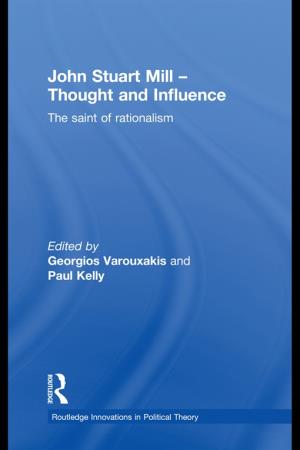 John Stuart Mill –
Thought and Influence
The saint of rationalism
Edited by
Georgios Varouxakis and
Paul Kelly
ROUTLEDGE
Routledge Innovations in Political Theory